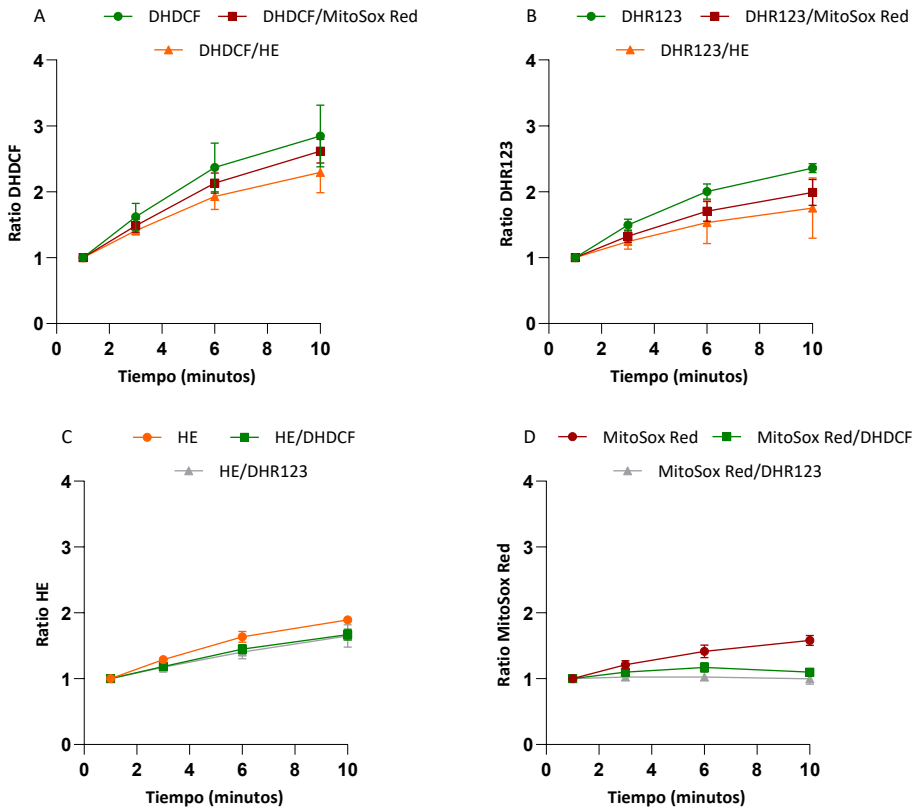 A
DHDCF
DHDCF/MitoSox Red
DHDCF/HE
4
3
2
1
0
Ratio DHDCF
0 2 4 6 8 10
Tiempo (minutos)
B
DHR123
DHR123/MitoSox Red
DHR123/HE
4
3
2
1
0
Ratio DHR123
0 2 4 6 8 10
Tiempo (minutos)
C
HE
HE/DHDCF
HE/DHR123
4
3
2
1
0
Ratio HE
0 2 4 6 8 10
Tiempo (minutos)
D
MitoSox Red
MitoSox Red/DHDCF
MitoSox Red/DHR123
4
3
2
1
0
Ratio MitoSox Red
0 2 4 6 8 10
Tiempo (minutos)